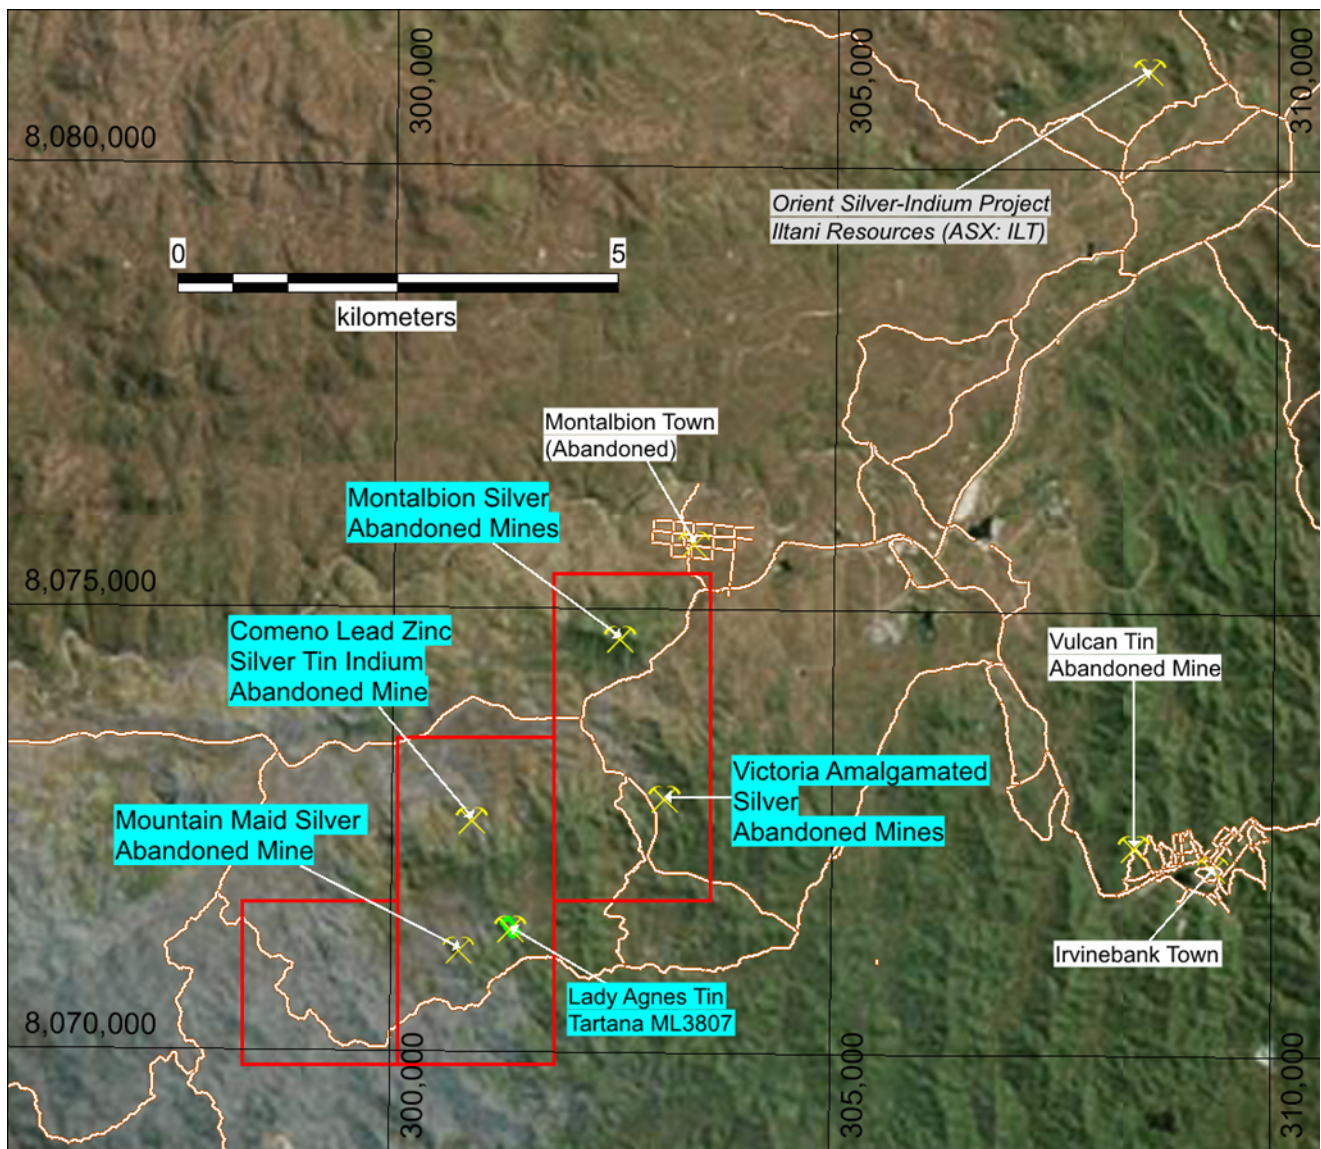 300,000
305,000
310,000
8,080,000
Orient Silver-Indium Project
Iltani Resources (ASX: ILT)
0
5
kilometers
Montalbion Town
(Abandoned)
Montalbion Silver
Abandoned Mines
8,075,000
Comeno Lead Zinc
Silver Tin Indium
Abandoned Mine
Vulcan Tin
Abandoned Mine
Victoria Amalgamated
Silver
Abandoned Mines
Mountain Maid Silver
Abandoned Mine
Irvinebank Town
Lady Agnes Tin
Tartana ML3807
8,070,000
300,000
305,000
310,000